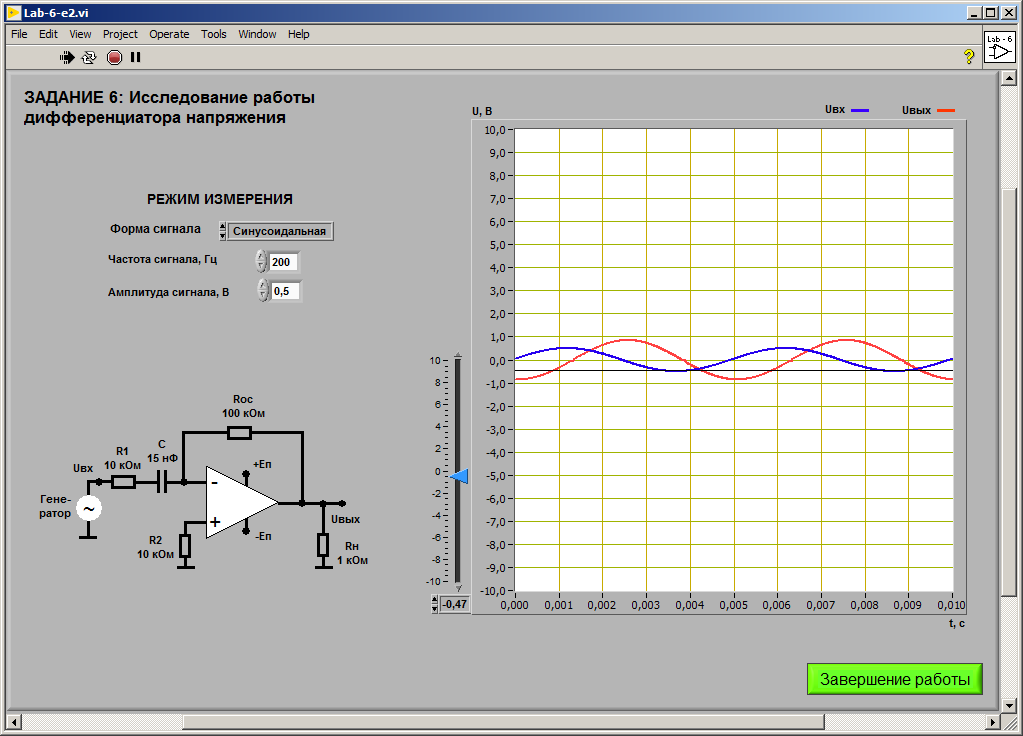 Lab-6-e2.vi
File Edit View Project Operate Tools Window Help
Lab - 6
?
ЗАДАНИЕ 6: Исследование работы
дифференциатора напряжения
РЕЖИМ ИЗМЕРЕНИЯ
Форма сигнала Синусоидальная
Частота сигнала, Гц 200
Амплитуда сигнала, В 0,5
Rос
100 кОм
C
15 нФ
R1
10 кОм
Uвх
Гене-
ратор
~
-
+
+Еп
-Еп
R2
10 кОм
Uвых
Rн
1 кОм
10
8
6
4
2
0
-2
-4
-6
-8
-10
-0,47
U, В
Uвх Uвых
10,0
9,0
8,0
7,0
6,0
5,0
4,0
3,0
2,0
1,0
0,0
-1,0
-2,0
-3,0
-4,0
-5,0
-6,0
-7,0
-8,0
-9,0
-10,0
0,000 0,001 0,002 0,003 0,004 0,005 0,006 0,007 0,008 0,009 0,010
t, с
Завершение работы